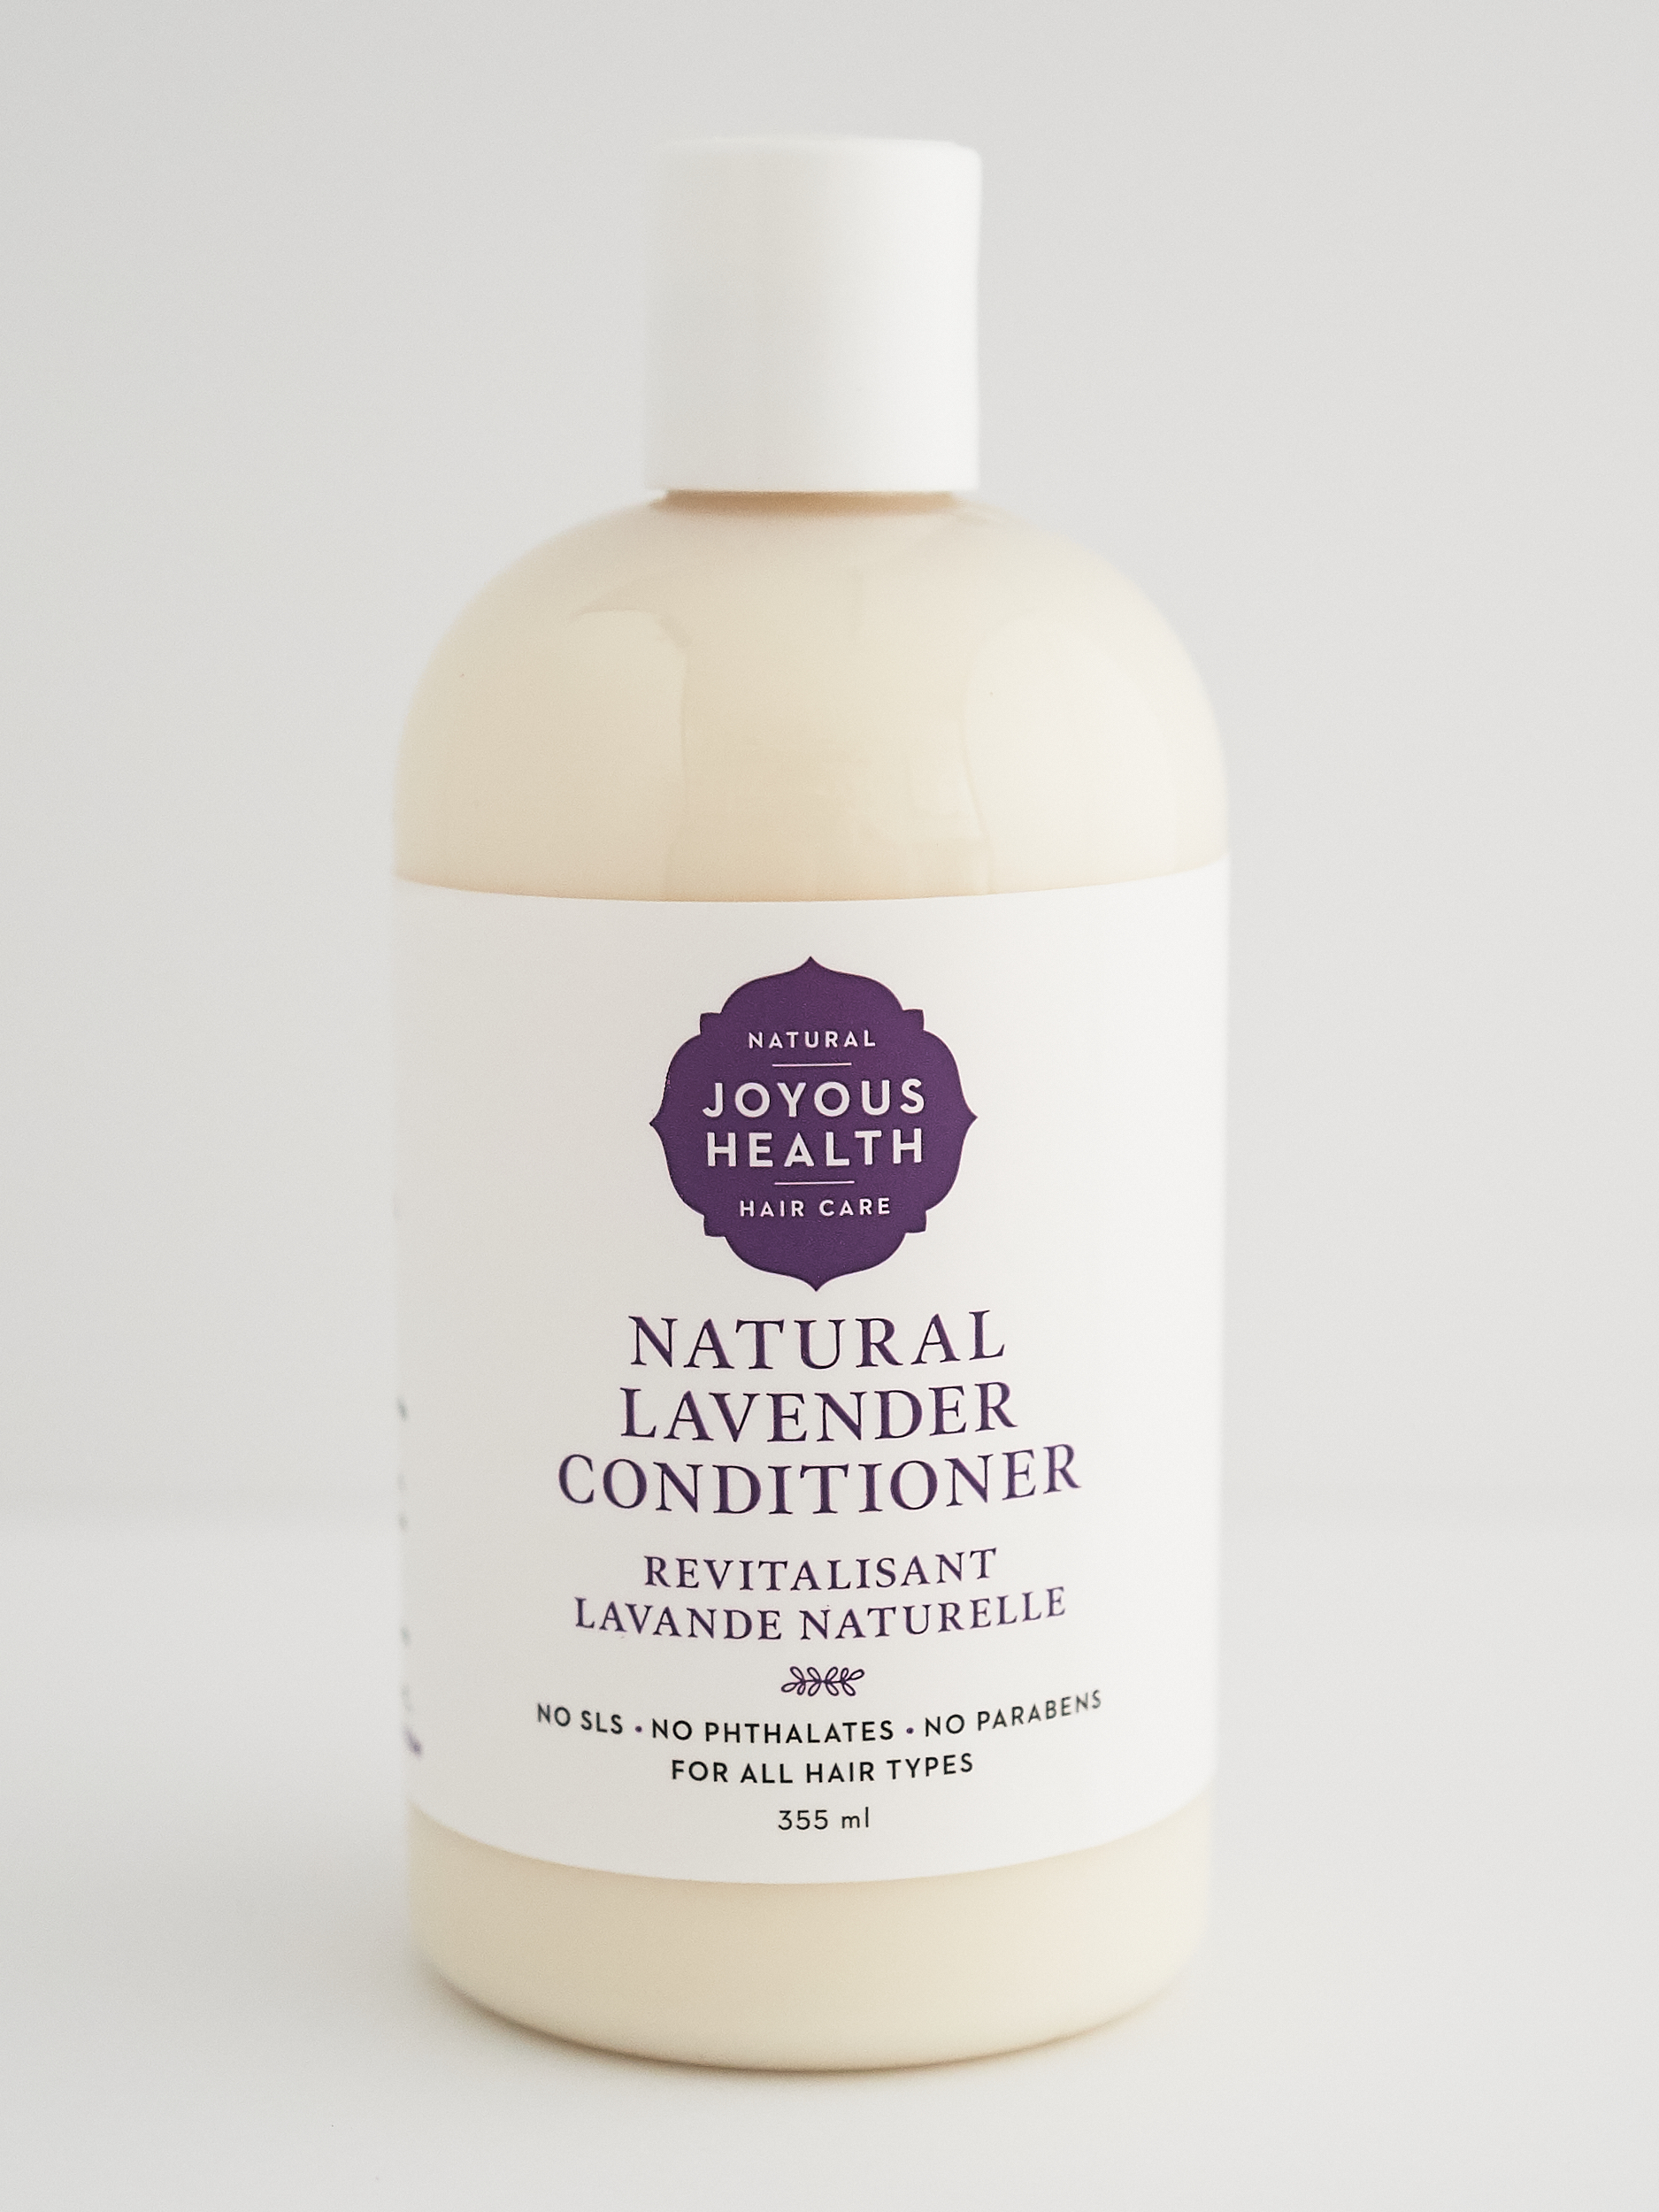 NATURAL
JOYOUS
HEALTH
HAIR CARE
NATURAL
LAVENDER
CONDITIONER
REVITALISANT
LAVANDE NATURELLE
NO SLS • NO PHTHALATES • NO PARABENS
FOR ALL HAIR TYPES
355 ml